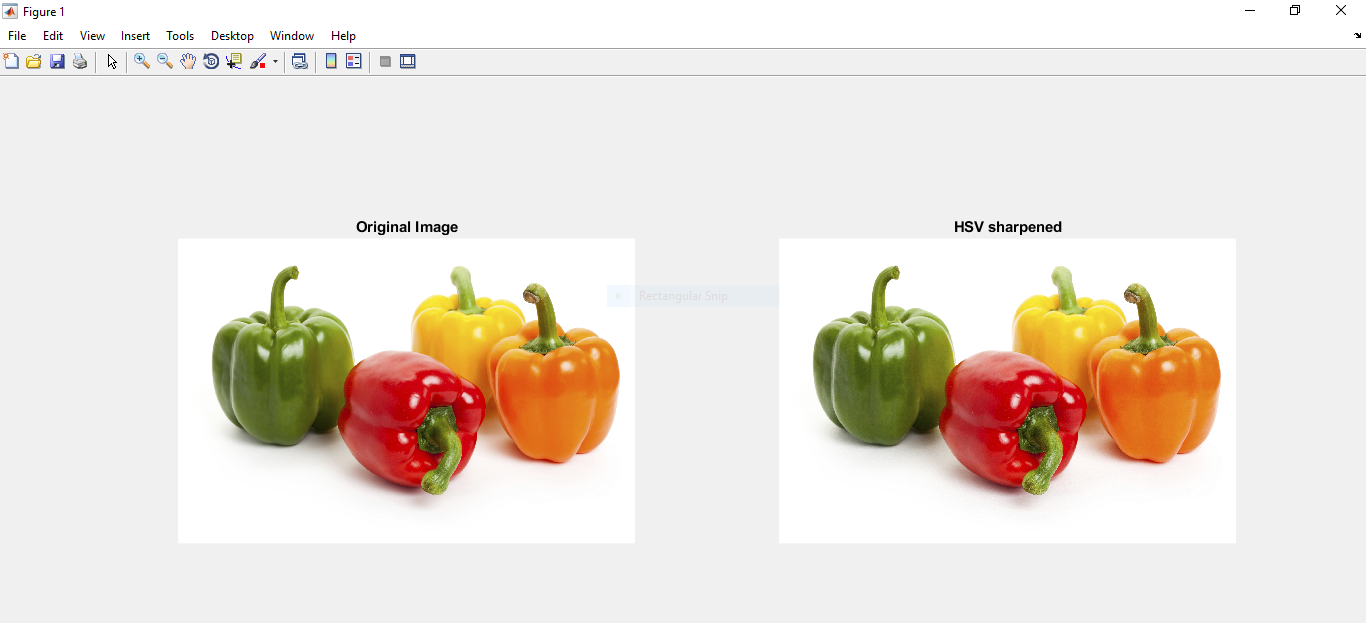 Figure 1
File Edit View Insert Tools Desktop Window Help
Original Image
HSV sharpened
Rectangular Snip